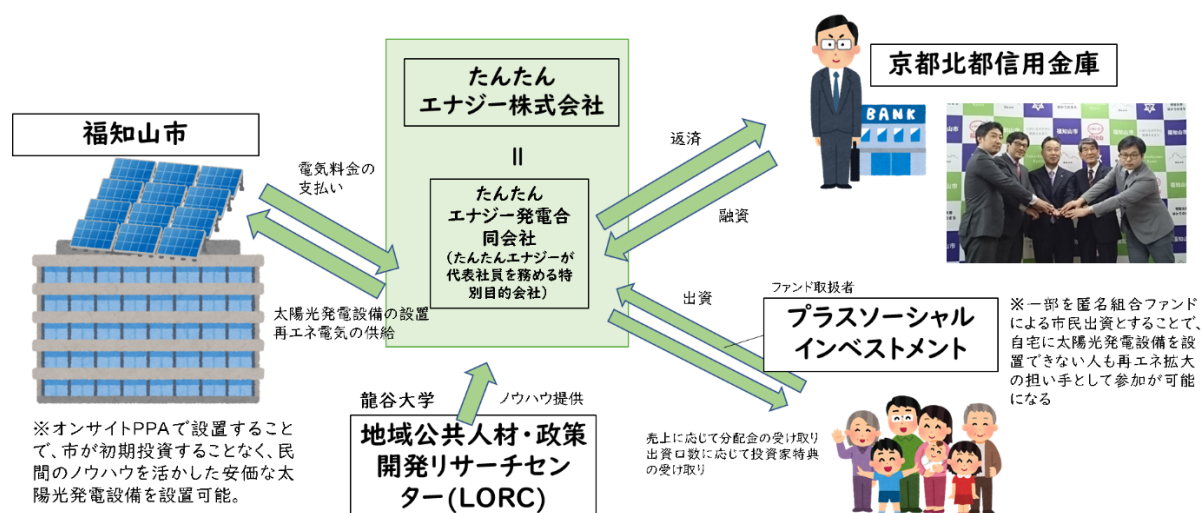 福知山市
電気料金の
支払い
太陽光発電設備の設置
再エネ電気の供給
※オンサイトPPAで設置すること
で、市が初期投資することなく、民
間のノウハウを活かした安価な太
陽光発電設備を設置可能。
たんたん
エナジー株式会社
=
たんたん
エナジー発電合
同会社
(たんたんエナジーが
代表社員を務める特
別目的会社)
龍谷大学
ノウハウ提供
地域公共人材・政策
開発リサーチセン
ター(LORC)
返済
融資
BANK
京都北都信用金庫
出資
ファンド取扱者
プラスソーシャル
インベストメント
※一部を匿名組合ファンド
による市民出資とすることで、
自宅に太陽光発電設備を設
置できない人も再エネ拡大
の担い手として参加が可能
になる
売上に応じて分配金の受け取り
出資口数に応じて投資家特典
の受け取り